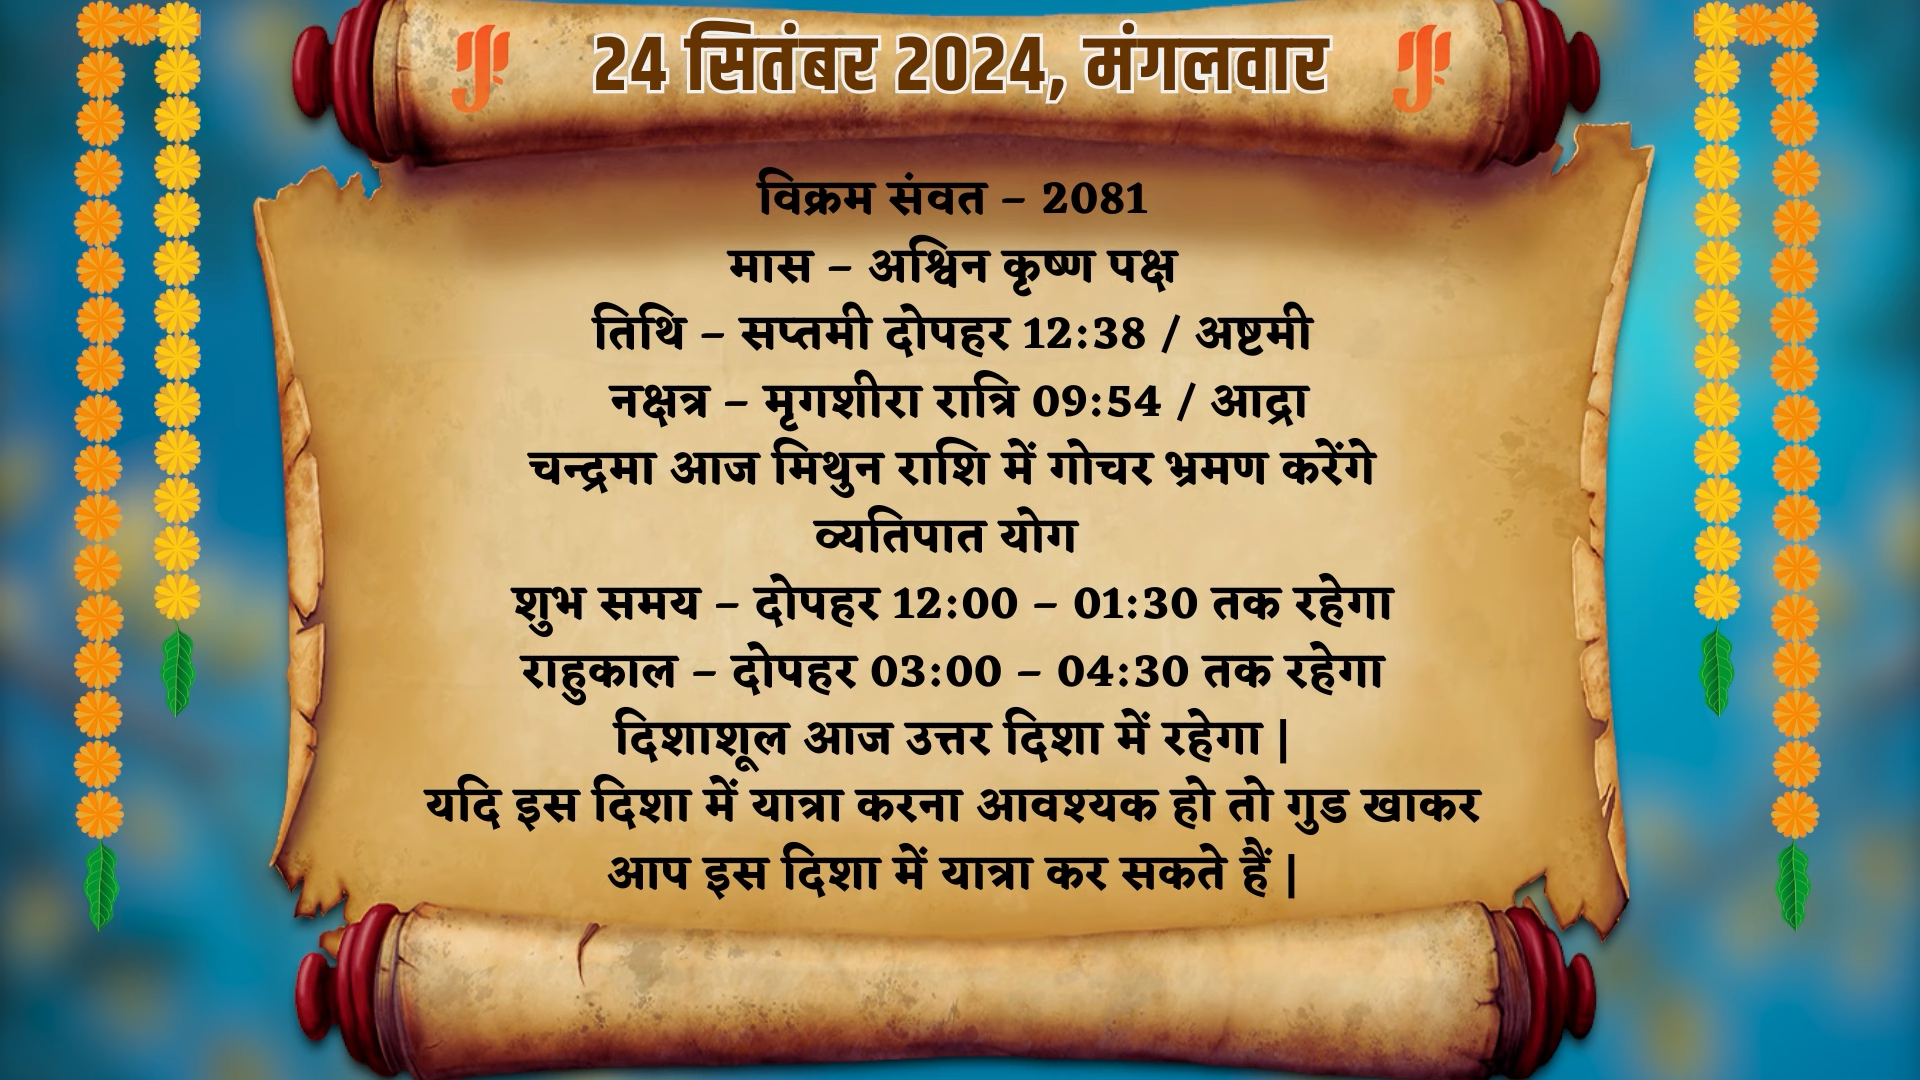 24 सितंबर 2024, मंगलवार
विक्रम संवत – 2081
मास – अश्विन कृष्ण पक्ष
तिथि – सप्तमी दोपहर 12:38 / अष्टमी
नक्षत्र – मृगशीरा रात्रि 09:54 / आद्रा
चन्द्रमा आज मिथुन राशि में गोचर भ्रमण करेंगे
व्यतिपात योग
शुभ समय – दोपहर 12:00 – 01:30 तक रहेगा
राहुकाल – दोपहर 03:00 – 04:30 तक रहेगा
दिशाशूल आज उत्तर दिशा में रहेगा |
यदि इस दिशा में यात्रा करना आवश्यक हो तो गुड खाकर
आप इस दिशा में यात्रा कर सकते हैं |